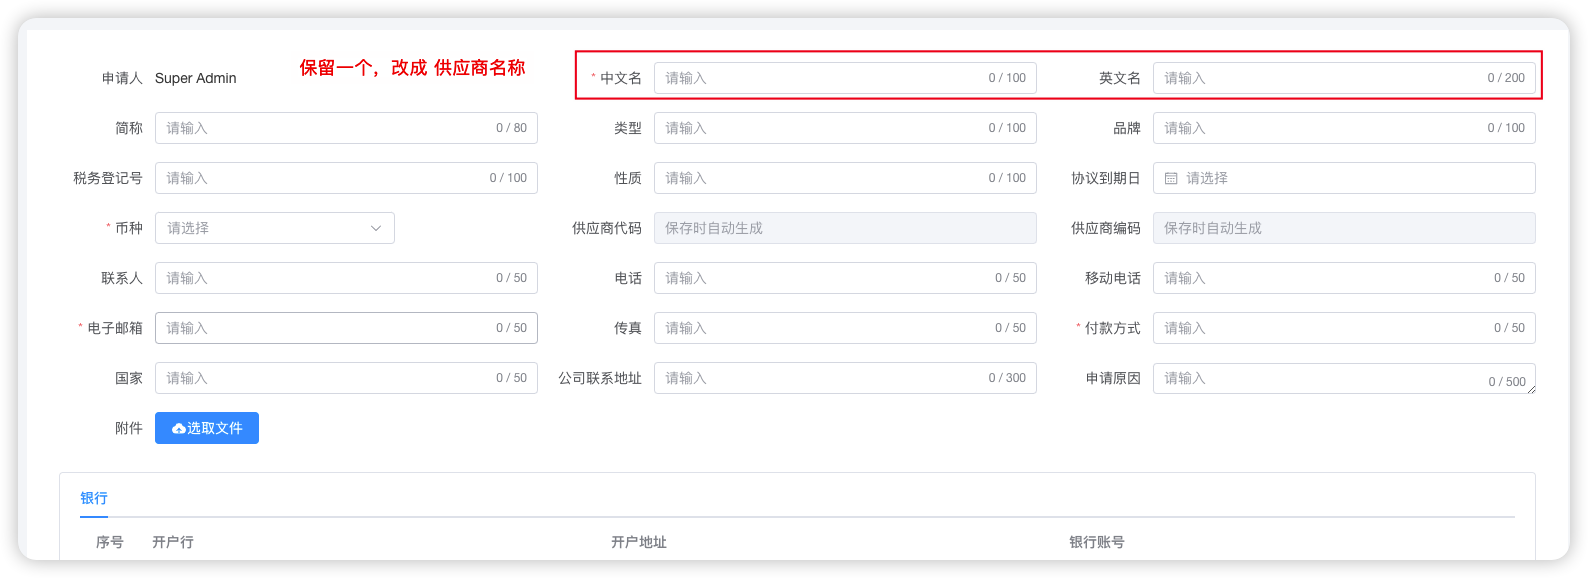 申请人 Super Admin 保留一个，改成 供应商名称 * 中文名 请输入 0 / 100 英文名 请输入 0 / 200
简称 请输入 0 / 80 类型 请输入 0 / 100 品牌 请输入 0 / 100
税务登记号 请输入 0 / 100 性质 请输入 0 / 100 协议到期日 请选择
* 币种 请选择 供应商代码 保存时自动生成 供应商编码 保存时自动生成
联系人 请输入 0 / 50 电话 请输入 0 / 50 移动电话 请输入 0 / 50
* 电子邮箱 请输入 0 / 50 传真 请输入 0 / 50 * 付款方式 请输入 0 / 50
国家 请输入 0 / 50 公司联系地址 请输入 0 / 300 申请原因 请输入 0 / 500
附件 选取文件
银行
序号 开户行 开户地址 银行账号